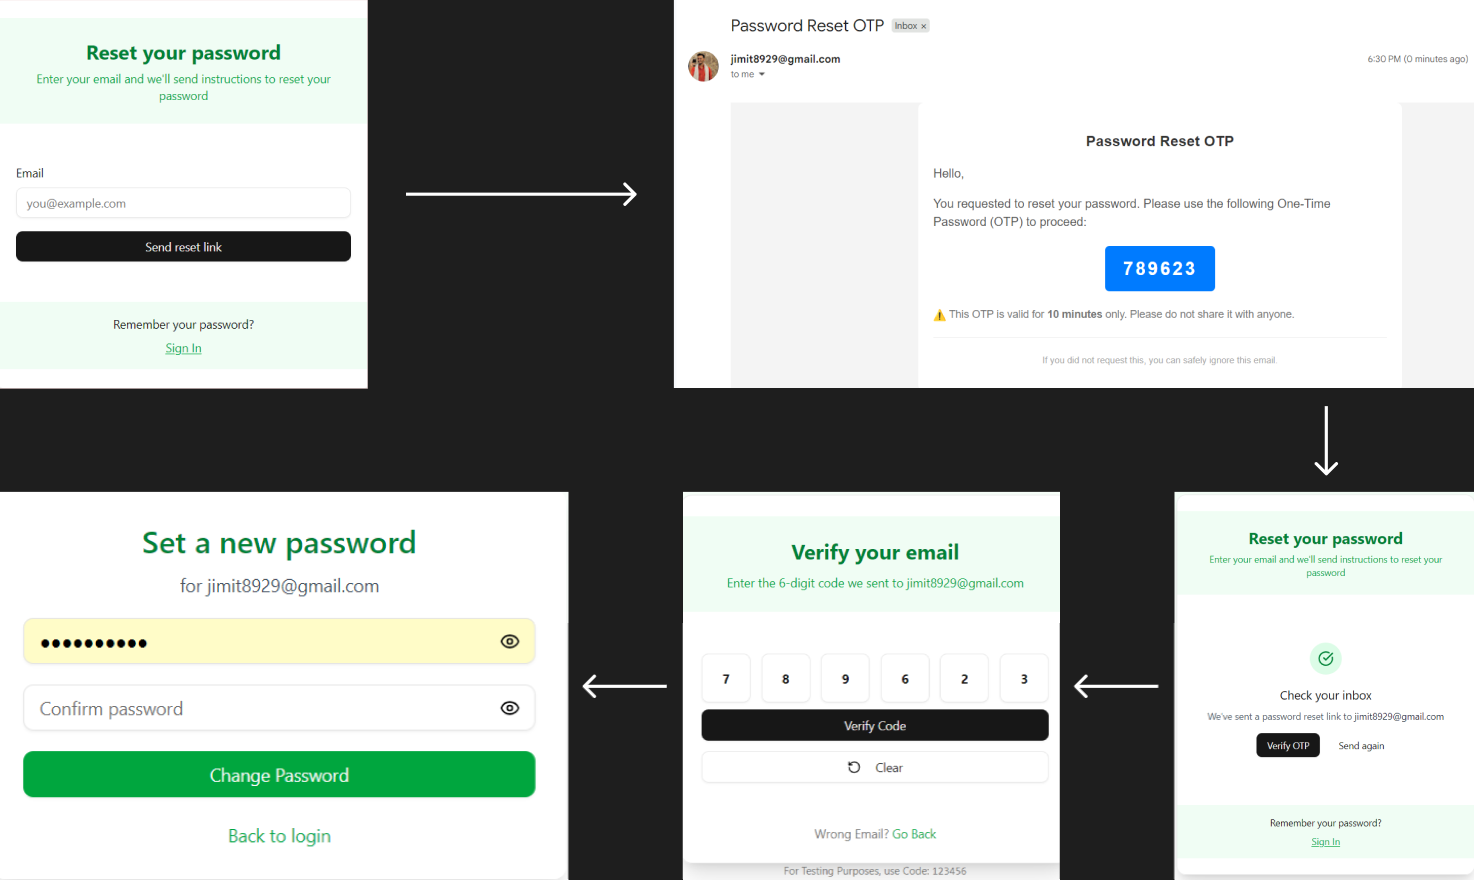 Reset your password
Enter your email and we'll send instructions to reset your
password
Email
you@example.com
Send reset link
Remember your password?
Sign In
Password Reset OTP
Inbox ×
jimit8929@gmail.com
6:30 PM (0 minutes ago)
to me
Password Reset OTP
Hello,
You requested to reset your password. Please use the following One-Time
Password (OTP) to proceed:
789623
This OTP is valid for 10 minutes only. Please do not share it with anyone.
If you did not request this, you can safely ignore this email.
Reset your password
Enter your email and we'll send instructions to reset your
password
Check your inbox
We've sent a password reset link to jimit8929@gmail.com
Verify OTP
Send again
Remember your password?
Sign In
Verify your email
Enter the 6-digit code we sent to jimit8929@gmail.com
7 8 9 6 2 3
Verify Code
Clear
Wrong Email? Go Back
For Testing Purposes, use Code: 123456
Set a new password
for jimit8929@gmail.com
••••••••••
Confirm password
Change Password
Back to login